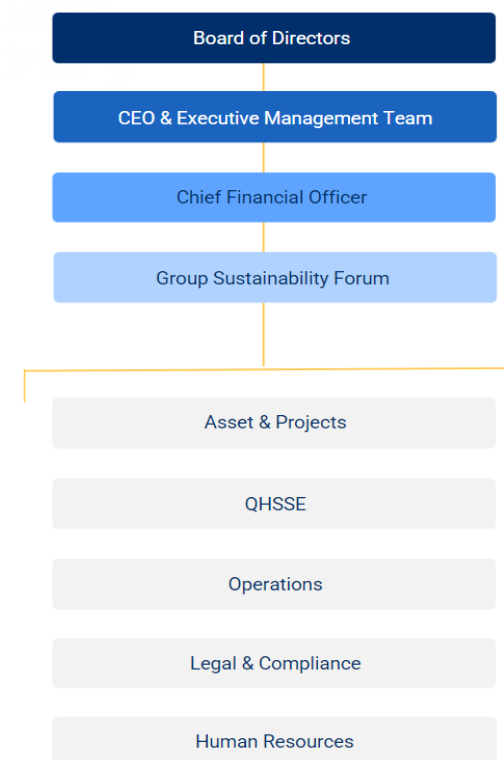 Board of Directors
CEO & Executive Management Team
Chief Financial Officer
Group Sustainability Forum
Asset & Projects
QHSSE
Operations
Legal & Compliance
Human Resources